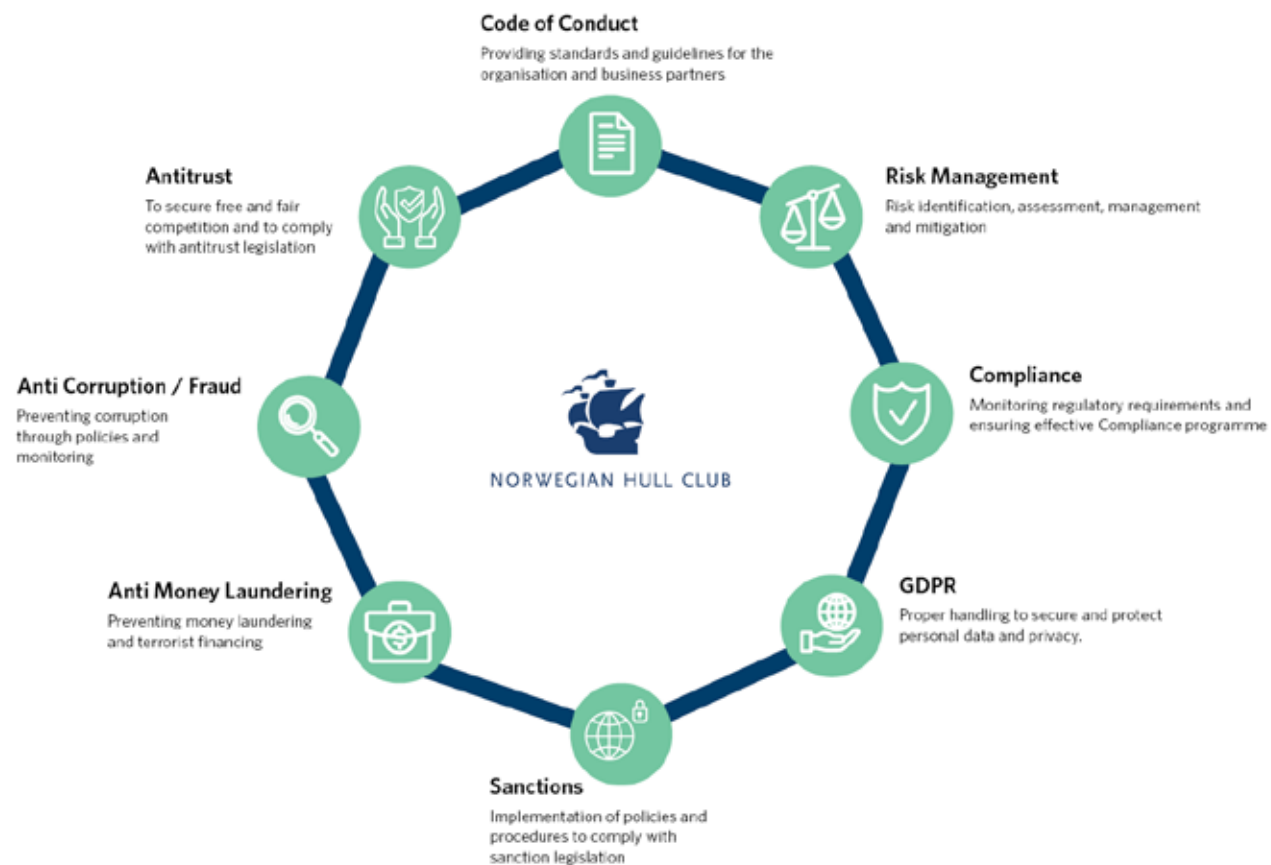 Code of Conduct
Providing standards and guidelines for the
organisation and business partners
Risk Management
Risk identification, assessment, management
and mitigation
Compliance
Monitoring regulatory requirements and
ensuring effective Compliance programme
GDPR
Proper handling to secure and protect
personal data and privacy.
Sanctions
Implementation of policies and
procedures to comply with
sanction legislation
Anti Money Laundering
Preventing money laundering
and terrorist financing
Anti Corruption / Fraud
Preventing corruption
through policies and
monitoring
Antitrust
To secure free and fair
competition and to comply
with antitrust legislation
NORWEGIAN HULL CLUB
$